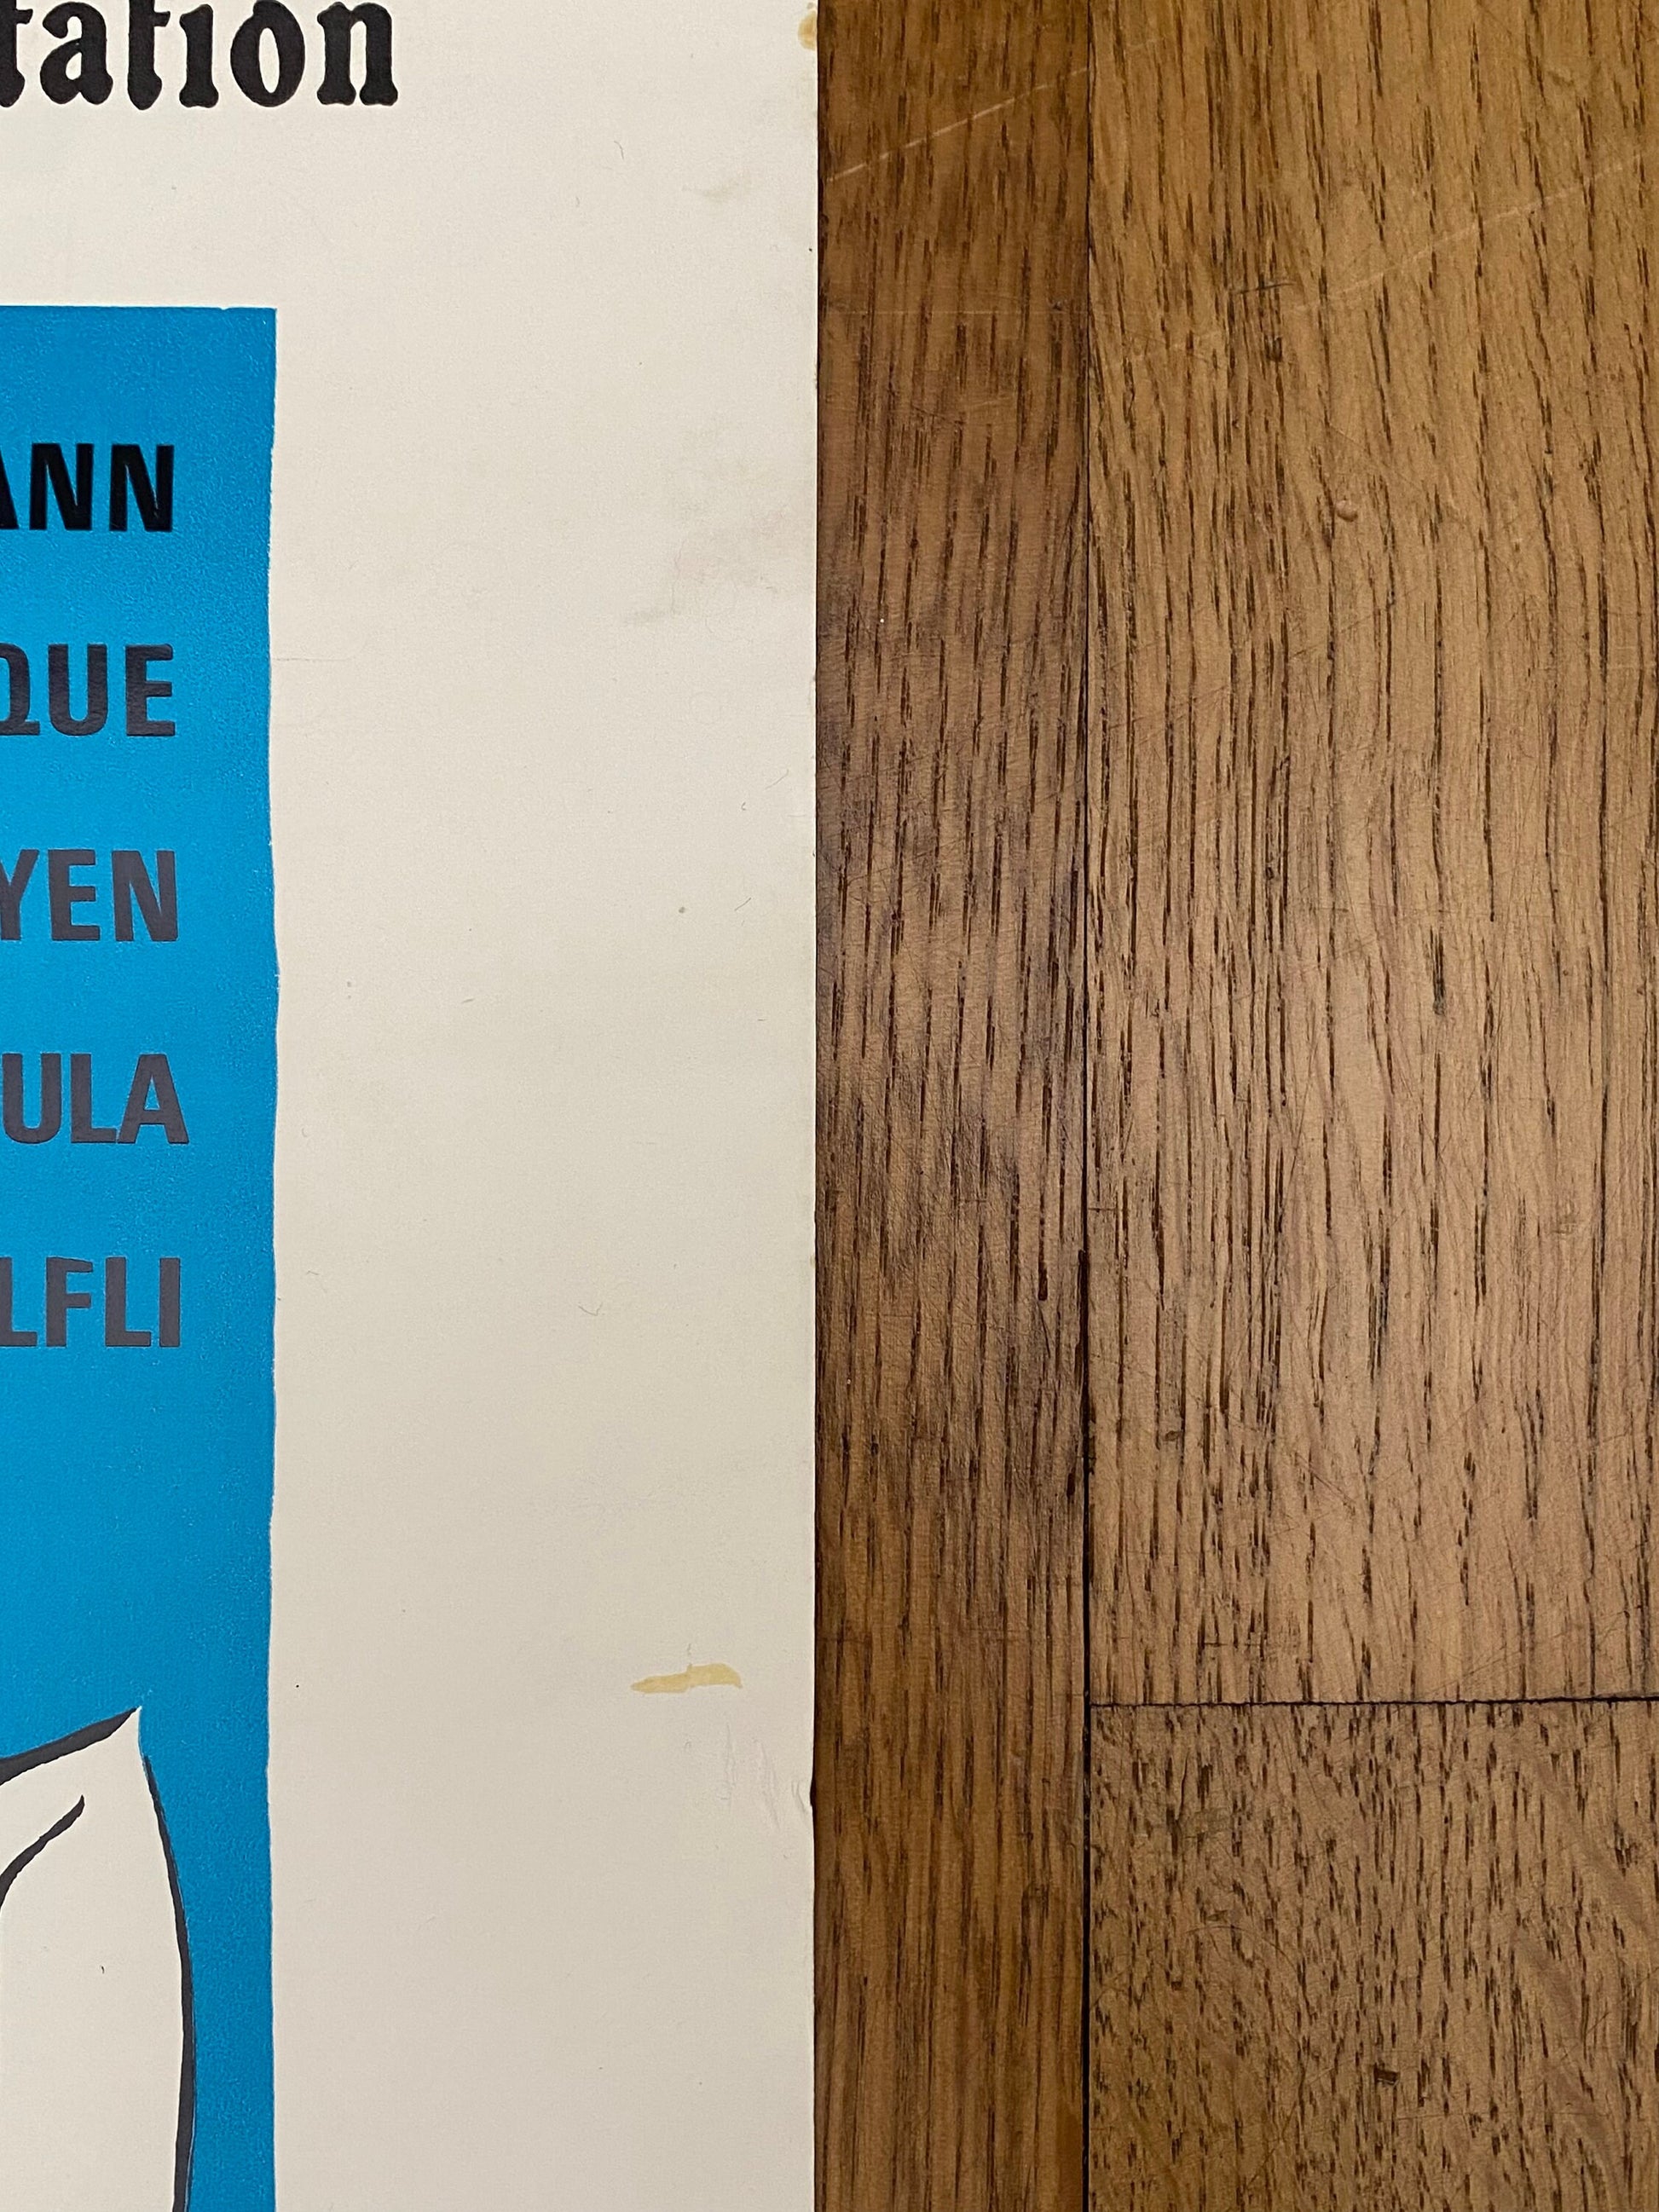 tation
ANN
QUE
YEN
ULA
LFLI